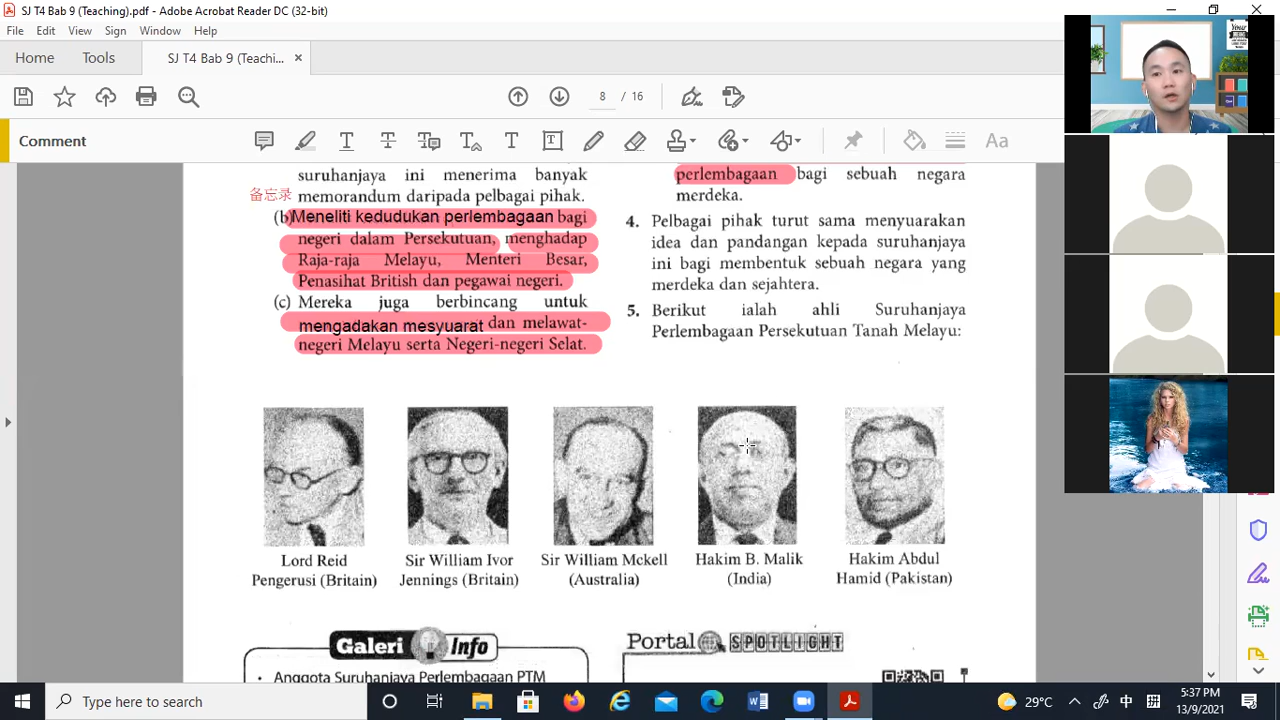 SJ T4 Bab 9 (Teaching).pdf - Adobe Acrobat Reader DC (32-bit)
File Edit View Sign Window Help
Home Tools SJ T4 Bab 9 (Teachi... ×
8 / 16
Comment
Aa
suruhanjaya ini menerima banyak
备忘录 memorandum daripada pelbagai pihak.
(b) Meneliti kedudukan perlembagaan bagi
negeri dalam Persekutuan, menghadap
Raja-raja Melayu, Menteri Besar,
Penasihat British dan pegawai negeri.
(c) Mereka juga berbincang untuk
mengadakan mesyuarat dan melawat-
negeri Melayu serta Negeri-negeri Selat.
perlembagaan bagi sebuah negara
merdeka.
4. Pelbagai pihak turut sama menyuarakan
idea dan pandangan kepada suruhanjaya
ini bagi membentuk sebuah negara yang
merdeka dan sejahtera.
5. Berikut ialah ahli Suruhanjaya
Perlembagaan Persekutuan Tanah Melayu:
Lord Reid
Pengerusi (Britain)
Sir William Ivor
Jennings (Britain)
Sir William Mckell
(Australia)
Hakim B. Malik
(India)
Hakim Abdul
Hamid (Pakistan)
Galeri Info
• Anggota Suruhanjaya Perlembagaan PTM
Portal SPOTLIGHT
Type here to search
29°C
中
拼
5:37 PM
13/9/2021